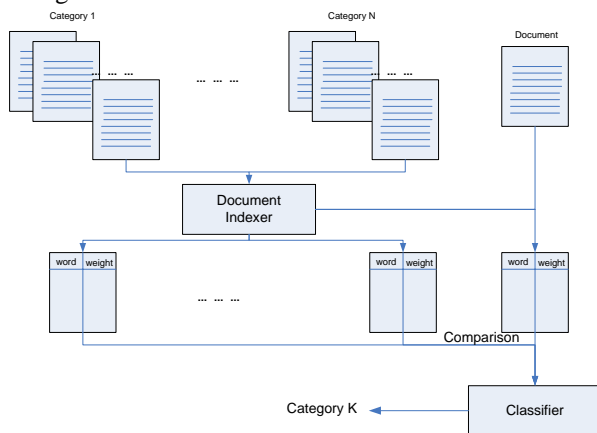 Category 1
Category N
Document
... ... ...
... ... ...
... ... ...
Document
Indexer
word weight
word weight
word weight
... ... ...
Comparison
Category K
Classifier